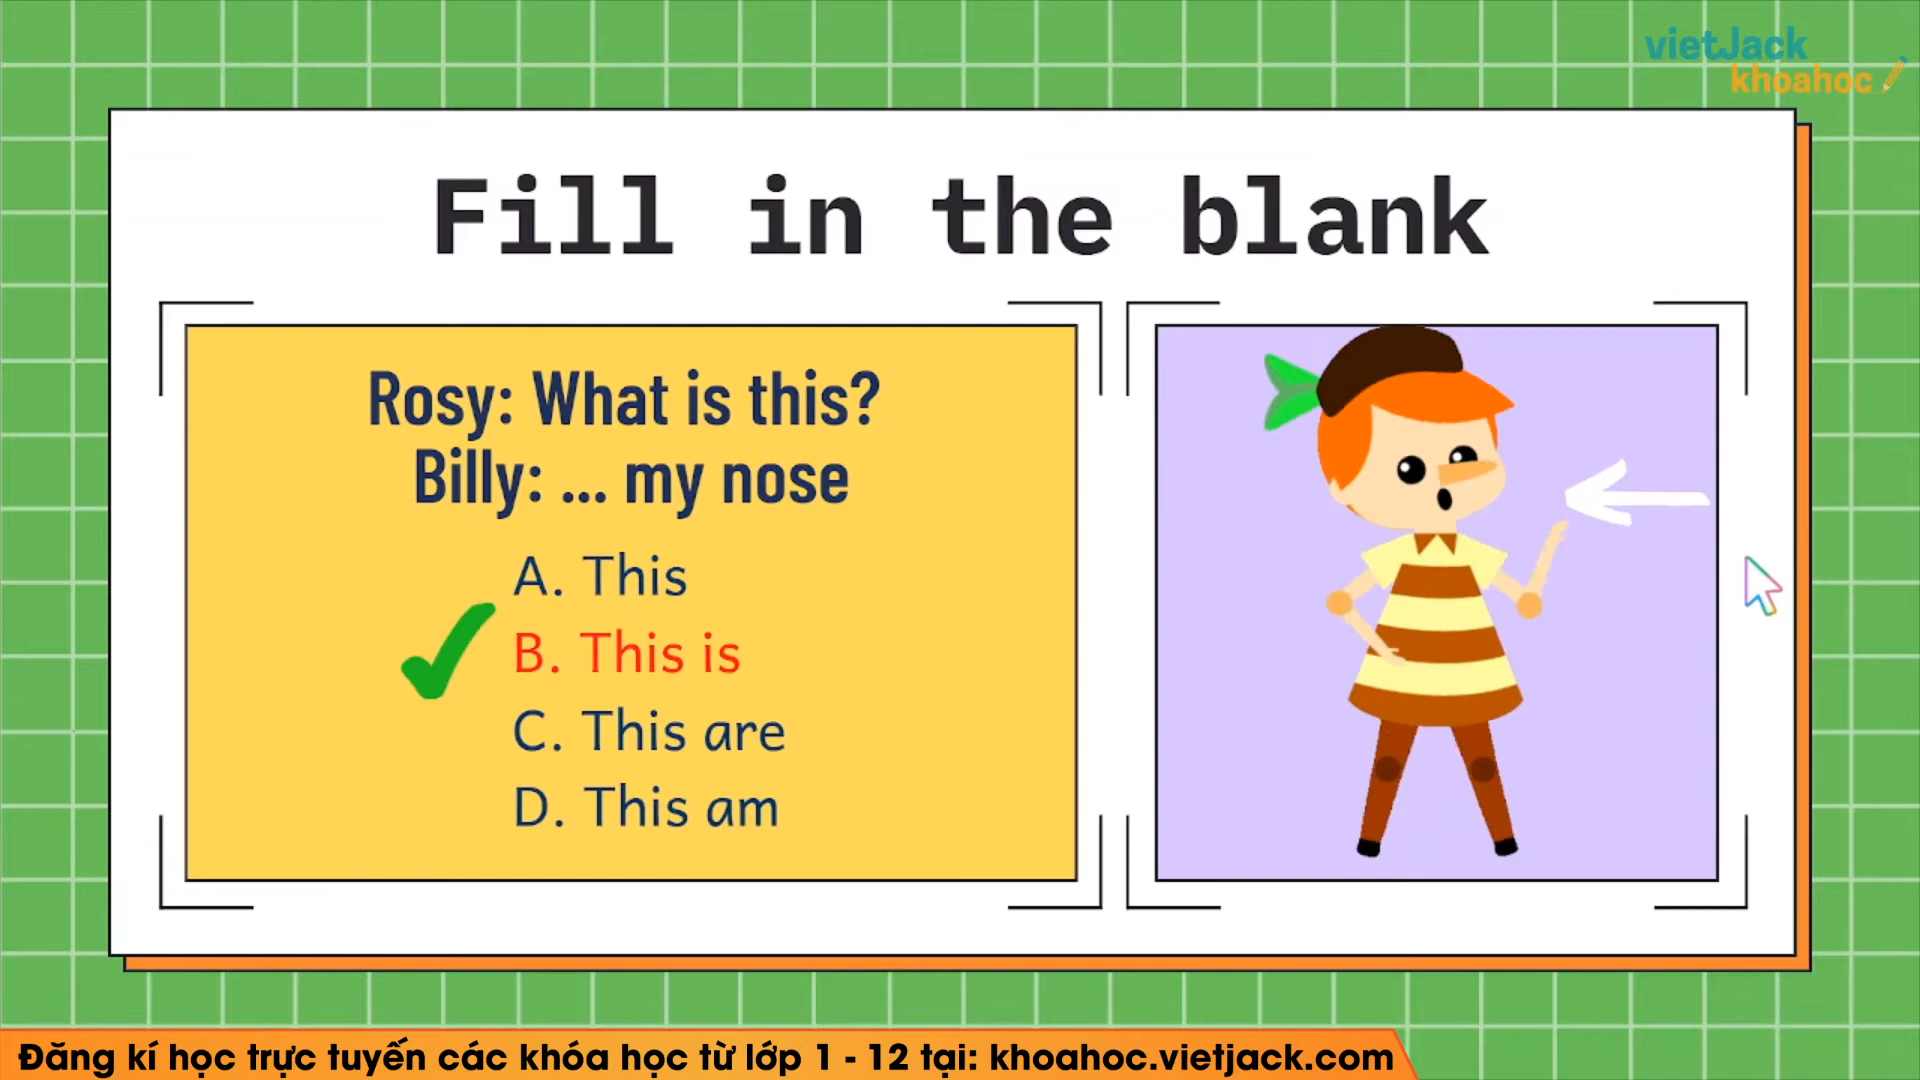 vietJack
khoahoc
Fill in the blank
Rosy: What is this?
Billy: ... my nose
A. This
B. This is
C. This are
D. This am
Đăng kí học trực tuyến các khóa học từ lớp 1 - 12 tại: khoahoc.vietjack.com